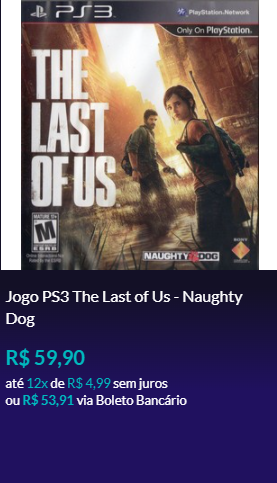 PS3
PlayStation Network
Only On PlayStation.
THE
LAST
OF US
MATURE 17+
M
ESRB
NAUGHTY DOG
Jogo PS3 The Last of Us - Naughty
Dog
R$ 59,90
até 12x de R$ 4,99 sem juros
ou R$ 53,91 via Boleto Bancário